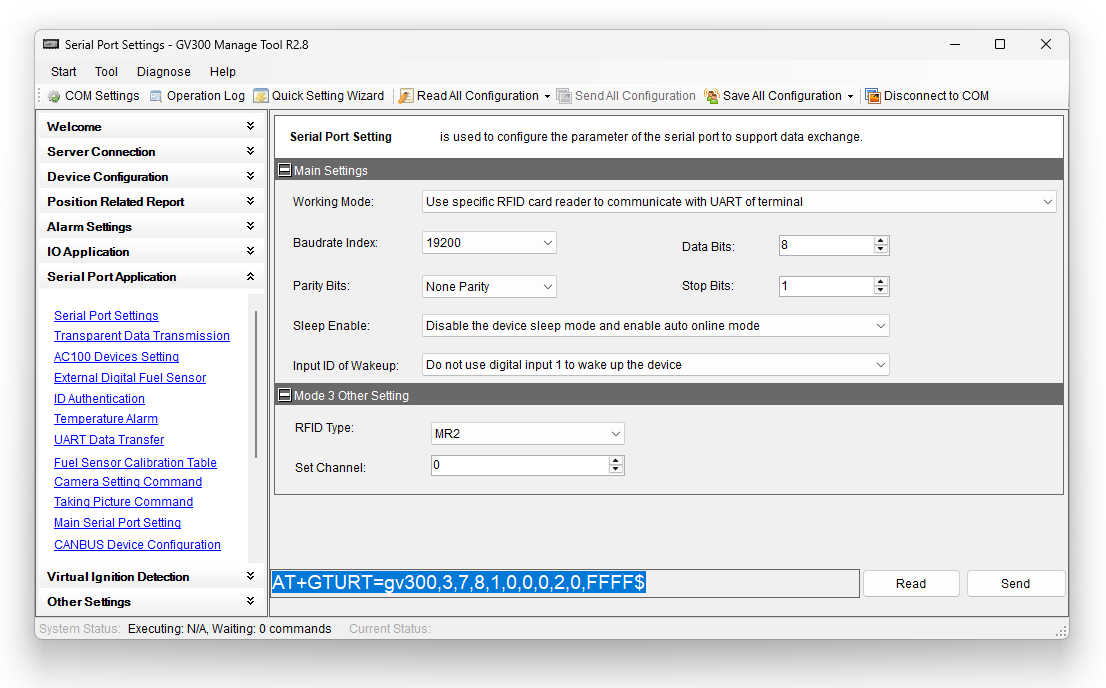 Serial Port Settings - GV300 Manage Tool R2.8
Start Tool Diagnose Help
COM Settings Operation Log Quick Setting Wizard Read All Configuration Send All Configuration Save All Configuration Disconnect to COM
Welcome
Server Connection
Device Configuration
Position Related Report
Alarm Settings
IO Application
Serial Port Application
Serial Port Settings
Transparent Data Transmission
AC100 Devices Setting
External Digital Fuel Sensor
ID Authentication
Temperature Alarm
UART Data Transfer
Fuel Sensor Calibration Table
Camera Setting Command
Taking Picture Command
Main Serial Port Setting
CANBUS Device Configuration
Virtual Ignition Detection
Other Settings
Serial Port Setting is used to configure the parameter of the serial port to support data exchange.
Main Settings
Working Mode: Use specific RFID card reader to communicate with UART of terminal
Baudrate Index: 19200 Data Bits: 8
Parity Bits: None Parity Stop Bits: 1
Sleep Enable: Disable the device sleep mode and enable auto online mode
Input ID of Wakeup: Do not use digital input 1 to wake up the device
Mode 3 Other Setting
RFID Type: MR2
Set Channel: 0
AT+GTURT=gv300,3,7,8,1,0,0,0,2,0,FFFF$ Read Send
System Status: Executing: N/A, Waiting: 0 commands Current Status: